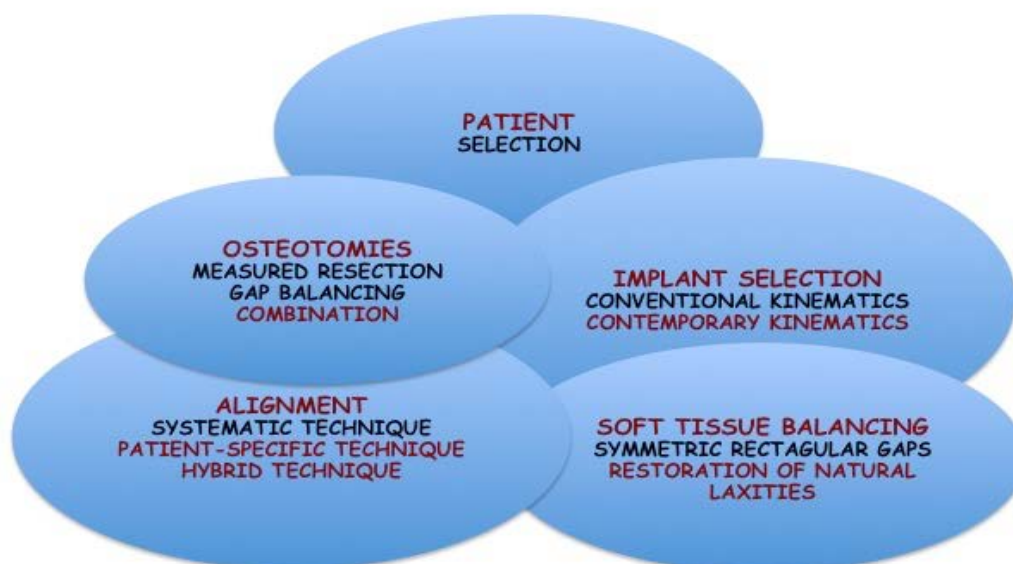 PATIENT
SELECTION
OSTEOTOMIES
MEASURED RESECTION
GAP BALANCING
COMBINATION
IMPLANT SELECTION
CONVENTIONAL KINEMATICS
CONTEMPORARY KINEMATICS
ALIGNMENT
SYSTEMATIC TECHNIQUE
PATIENT-SPECIFIC TECHNIQUE
HYBRID TECHNIQUE
SOFT TISSUE BALANCING
SYMMETRIC RECTAGULAR GAPS
RESTORATION OF NATURAL
LAXITIES